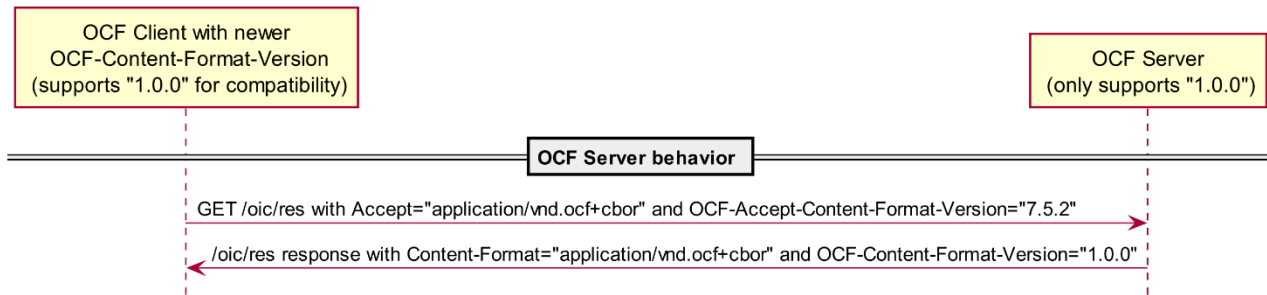 OCF Client with newer
OCF-Content-Format-Version
(supports "1.0.0" for compatibility)
OCF Server
(only supports "1.0.0")
OCF Server behavior
GET /oic/res with Accept="application/vnd.ocf+cbor" and OCF-Accept-Content-Format-Version="7.5.2"
/oic/res response with Content-Format="application/vnd.ocf+cbor" and OCF-Content-Format-Version="1.0.0"